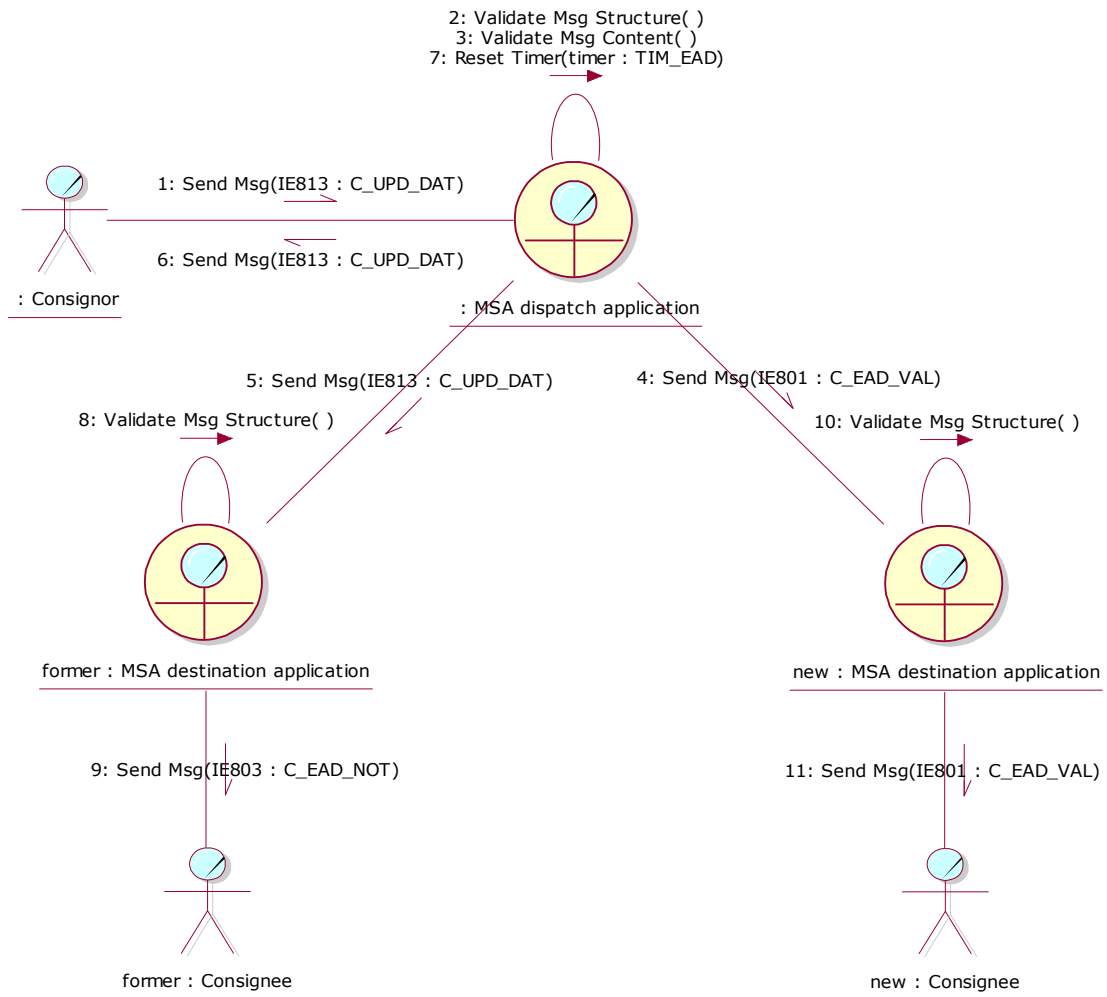 2: Validate Msg Structure( )
3: Validate Msg Content( )
7: Reset Timer(timer : TIM_EAD)
1: Send Msg(IE813 : C_UPD_DAT)
6: Send Msg(IE813 : C_UPD_DAT)
: Consignor
: MSA dispatch application
5: Send Msg(IE813 : C_UPD_DAT)
4: Send Msg(IE801 : C_EAD_VAL)
8: Validate Msg Structure( )
10: Validate Msg Structure( )
former : MSA destination application
new : MSA destination application
9: Send Msg(IE803 : C_EAD_NOT)
11: Send Msg(IE801 : C_EAD_VAL)
former : Consignee
new : Consignee